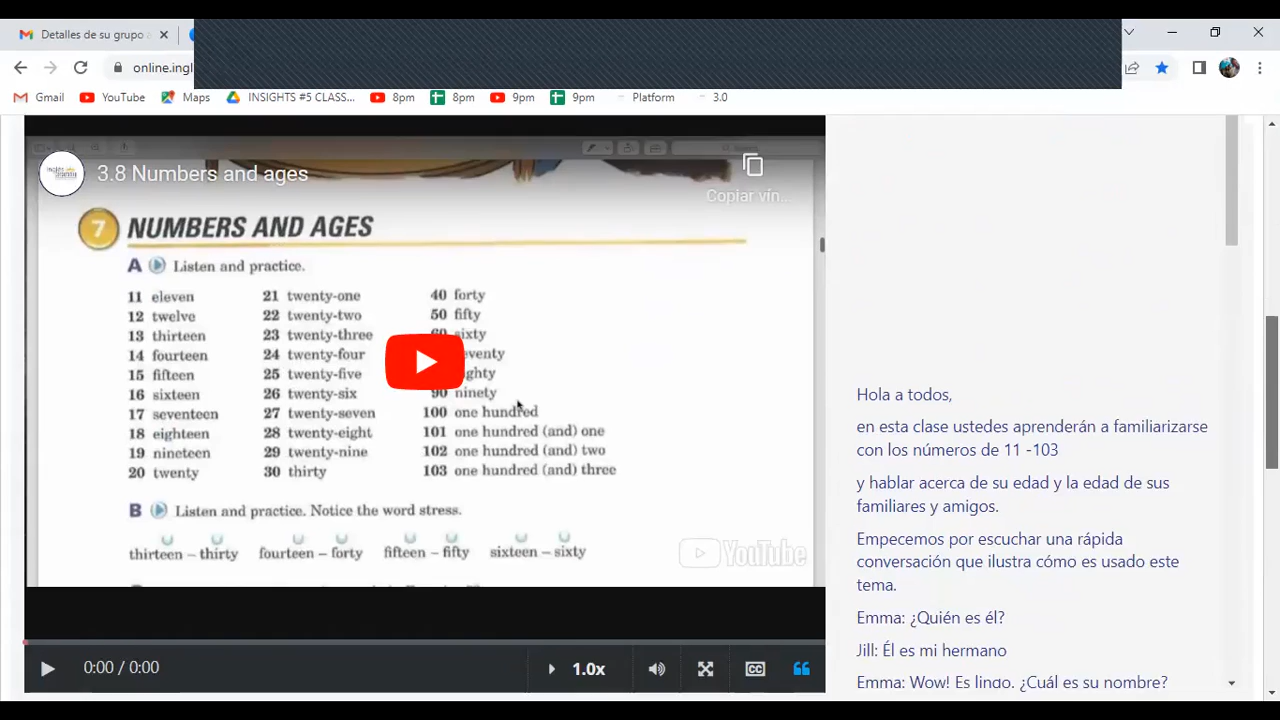 Detalles de su grupo
online.ingl
Gmail YouTube Maps INSIGHTS #5 CLASS... 8pm 8pm 9pm 9pm Platform 3.0
3.8 Numbers and ages
Copiar vin...
7 NUMBERS AND AGES
A Listen and practice.
11 eleven 21 twenty-one 40 forty
12 twelve 22 twenty-two 50 fifty
13 thirteen 23 twenty-three 60 sixty
14 fourteen 24 twenty-four eventy
15 fifteen 25 twenty-five ghty
16 sixteen 26 twenty-six 90 ninety
17 seventeen 27 twenty-seven 100 one hundred
18 eighteen 28 twenty-eight 101 one hundred (and) one
19 nineteen 29 twenty-nine 102 one hundred (and) two
20 twenty 30 thirty 103 one hundred (and) three
B Listen and practice. Notice the word stress.
thirteen – thirty fourteen – forty fifteen – fifty sixteen – sixty
YouTube
0:00 / 0:00 1.0x CC
Hola a todos,
en esta clase ustedes aprenderán a familiarizarse
con los números de 11 -103
y hablar acerca de su edad y la edad de sus
familiares y amigos.
Empecemos por escuchar una rápida
conversación que ilustra cómo es usado este
tema.
Emma: ¿Quién es él?
Jill: Él es mi hermano
Emma: Wow! Es lindo. ¿Cuál es su nombre?